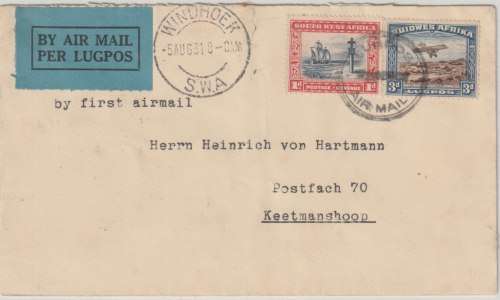 BY AIR MAIL
PER LUGPOS
WINDHOEK
S.W.A
SOUTH WEST AFRICA
POSTAGE REVENUE
1d 1d
SUIDWES AFRIKA
3d 3d
LUGPOS
AIR MAIL
by first airmail
Herrn Heinrich von Hartmann
Postfach 70
Keetmanshoop